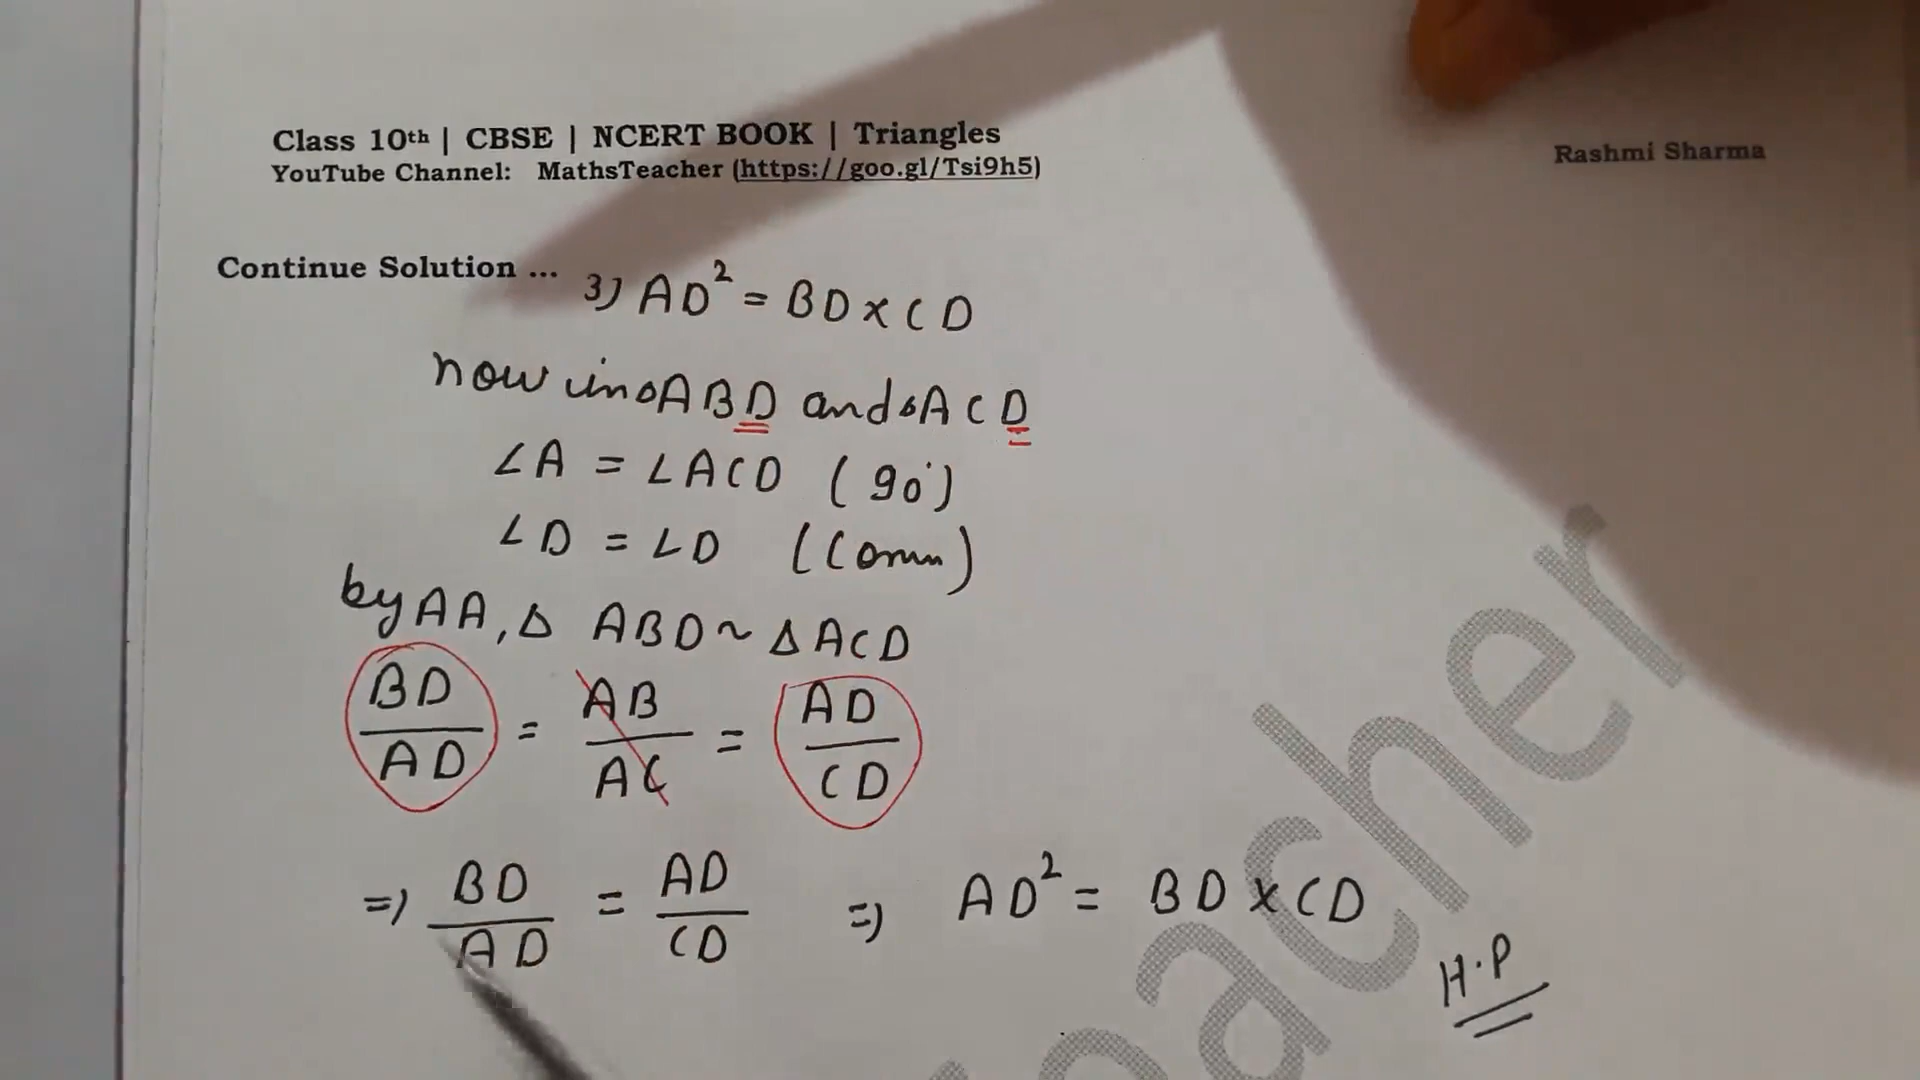 Class 10th | CBSE | NCERT BOOK | Triangles
YouTube Channel: MathsTeacher (https://goo.gl/Tsi9h5)
Rashmi Sharma
Continue Solution ... 3) AD² = BD × CD
now in △ABD and △ACD
∠A = ∠ACD (90°)
∠D = ∠D (Comm)
by AA, △ ABD ~ △ ACD
BD/AD = AB/AC = AD/CD
=) BD/AD = AD/CD =) AD² = BD × CD
H.P